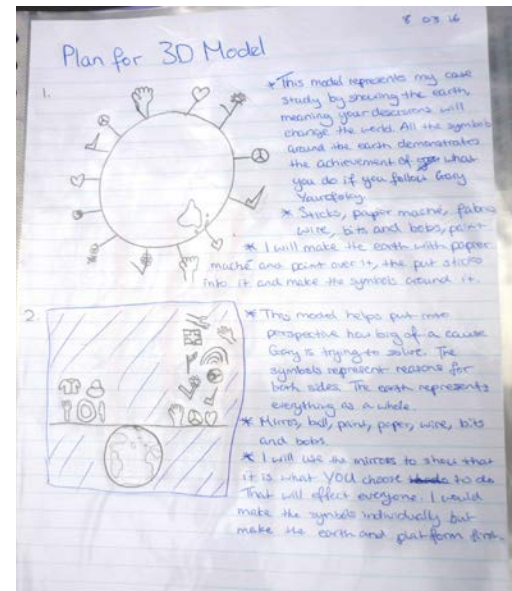 8 03 16
Plan for 3D Model
1.
* This model represents my case
study by showing the earth,
meaning your descisions will
change the world. All the symbols
around the earth demonstrates
the achievement of what
you do if you follow Gary
Yourofsky.
* Sticks, paper maché, fabric
wire, bits and bobs, paint
* I will make the earth with paper
maché and paint over it, the put sticks
into it and make the symbols around it.
2.
* This model helps put into
perspective how big of a cause
Gary is trying to solve. The
symbols represent reasons for
both sides. The earth represents
everything as a whole.
* Mirros, ball, paint, paper, wire, bits
and bobs.
* I will use the mirrors to show that
it is what YOU choose to do
That will effect everyone. I would
make the symbols individually but
make the earth and platform first.